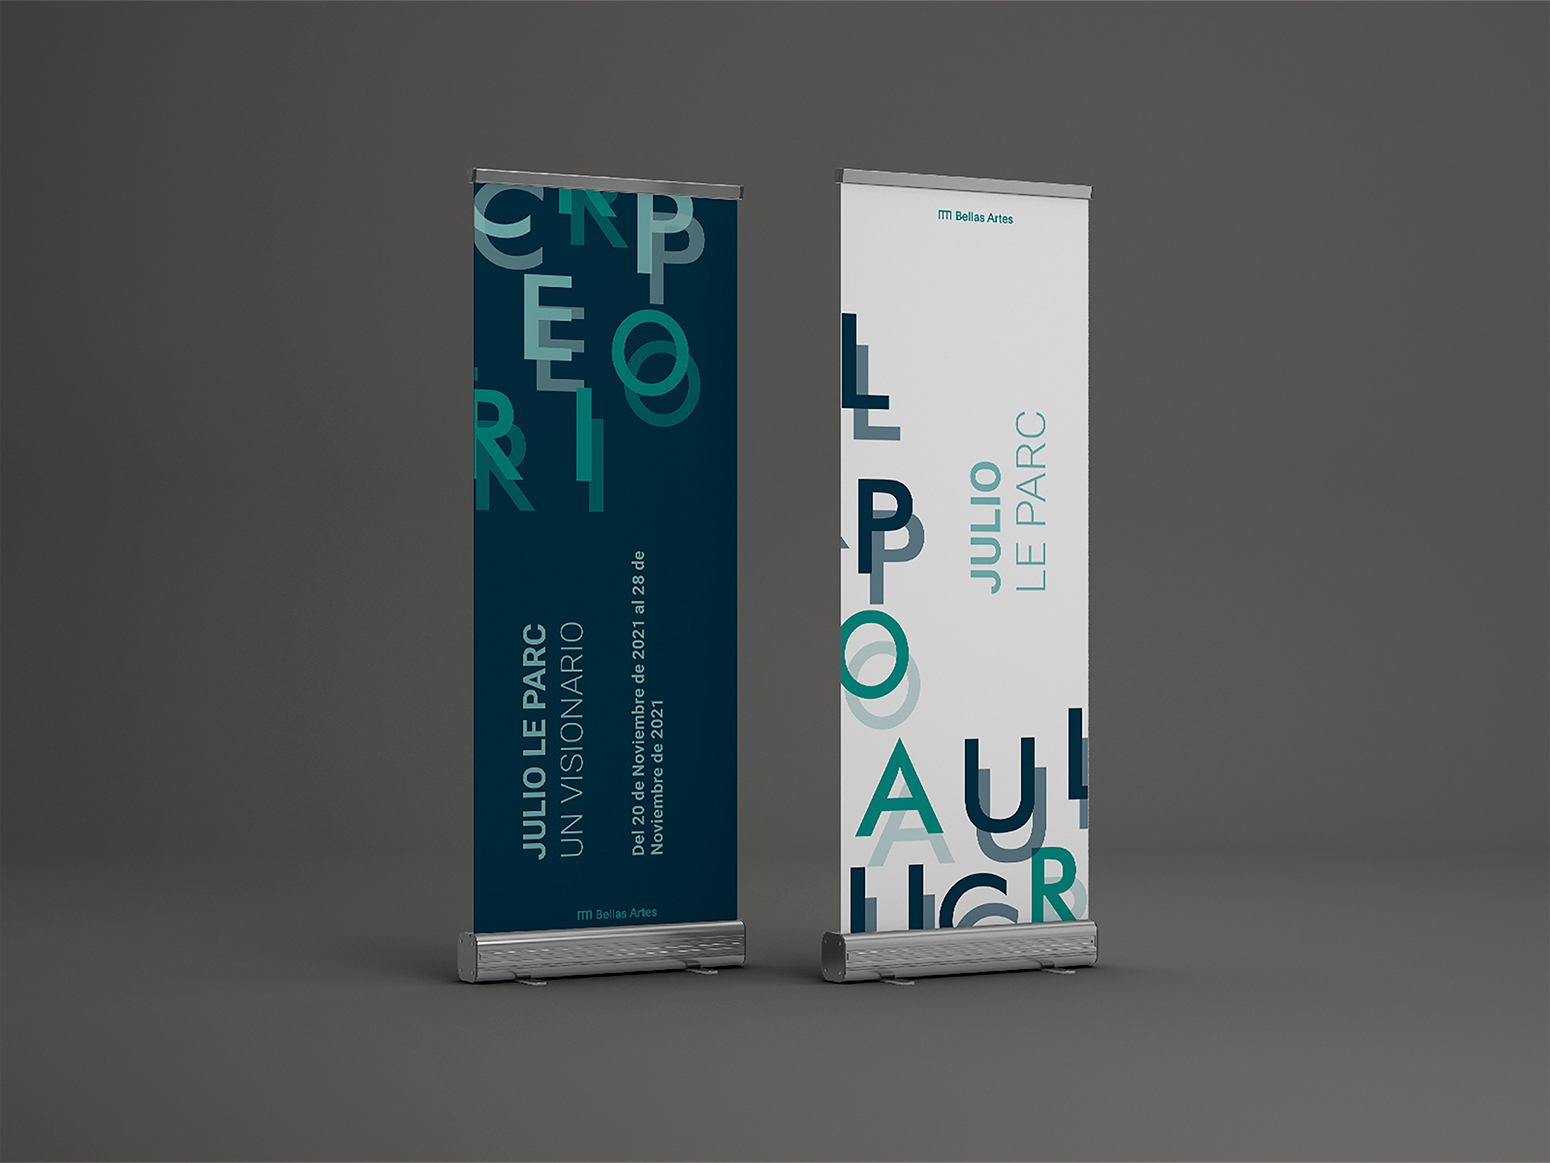 C R P
E O
R I
JULIO LE PARC
UN VISIONARIO
Del 20 de Noviembre de 2021 al 28 de
Noviembre de 2021
Bellas Artes
Bellas Artes
L
P
JULIO
LE PARC
O
A U L
U C R